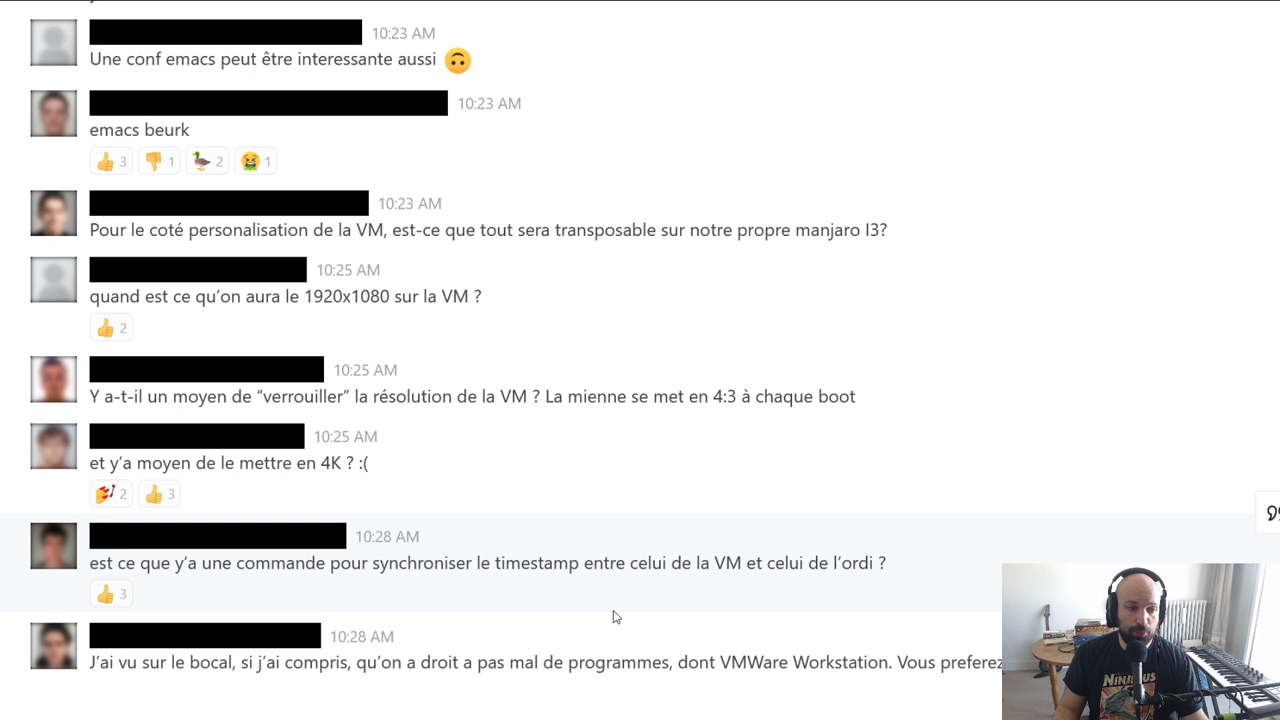 10:23 AM
Une conf emacs peut être interessante aussi 🙃
10:23 AM
emacs beurk
👍 3 👎 1 🦆 2 🤮 1
10:23 AM
Pour le coté personalisation de la VM, est-ce que tout sera transposable sur notre propre manjaro I3?
10:25 AM
quand est ce qu'on aura le 1920x1080 sur la VM ?
👍 2
10:25 AM
Y a-t-il un moyen de "verrouiller" la résolution de la VM ? La mienne se met en 4:3 à chaque boot
10:25 AM
et y'a moyen de le mettre en 4K ? :(
💅 2 👍 3
10:28 AM
est ce que y'a une commande pour synchroniser le timestamp entre celui de la VM et celui de l'ordi ?
👍 3
10:28 AM
J'ai vu sur le bocal, si j'ai compris, qu'on a droit a pas mal de programmes, dont VMWare Workstation. Vous preferez